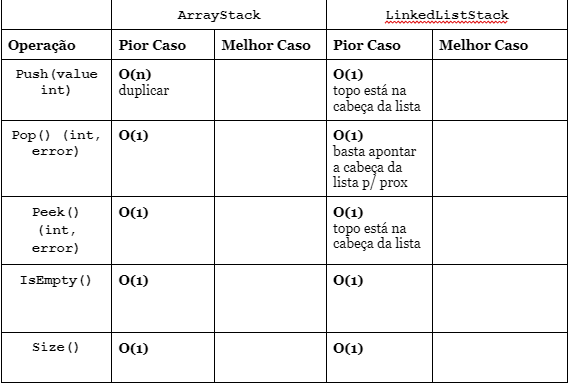 ArrayStack LinkedListStack
Operação Pior Caso Melhor Caso Pior Caso Melhor Caso
Push(value
int)
O(n)
duplicar
O(1)
topo está na
cabeça da lista
Pop() (int,
error)
O(1)
O(1)
basta apontar
a cabeça da
lista p/ prox
Peek()
(int,
error)
O(1)
O(1)
topo está na
cabeça da lista
IsEmpty() O(1) O(1)
Size() O(1) O(1)